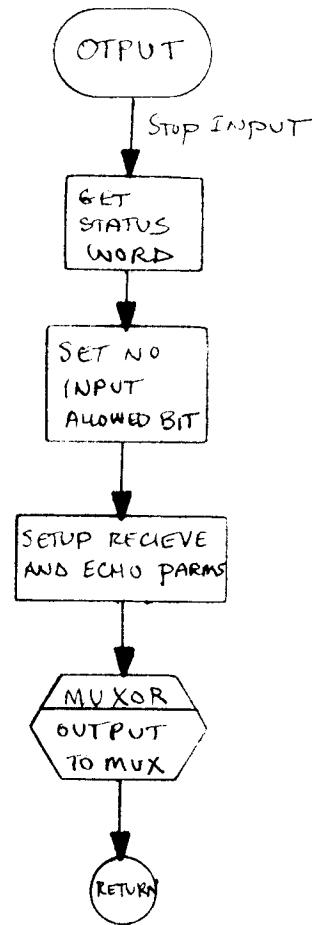 OTPUT
STOP INPUT
GET
STATUS
WORD
SET NO
INPUT
ALLOWED BIT
SETUP RECIEVE
AND ECHO PARMS
MUXOR
OUTPUT
TO MUX
RETURN